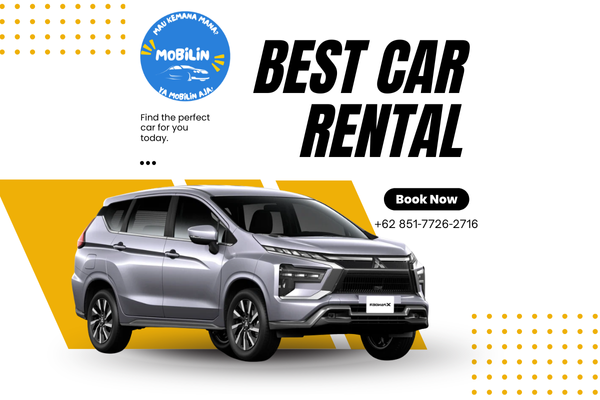 MAU KEMANA MANA?
MOBILIN
YA MOBILIN AJA!
BEST CAR
RENTAL
Find the perfect
car for you
today.
Book Now
+62 851-7726-2716